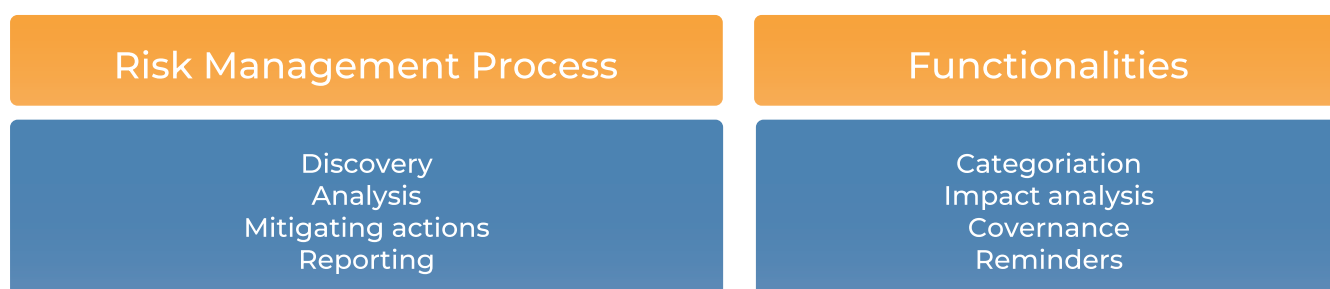 Risk Management Process
Discovery
Analysis
Mitigating actions
Reporting
Functionalities
Categoriation
Impact analysis
Covernance
Reminders